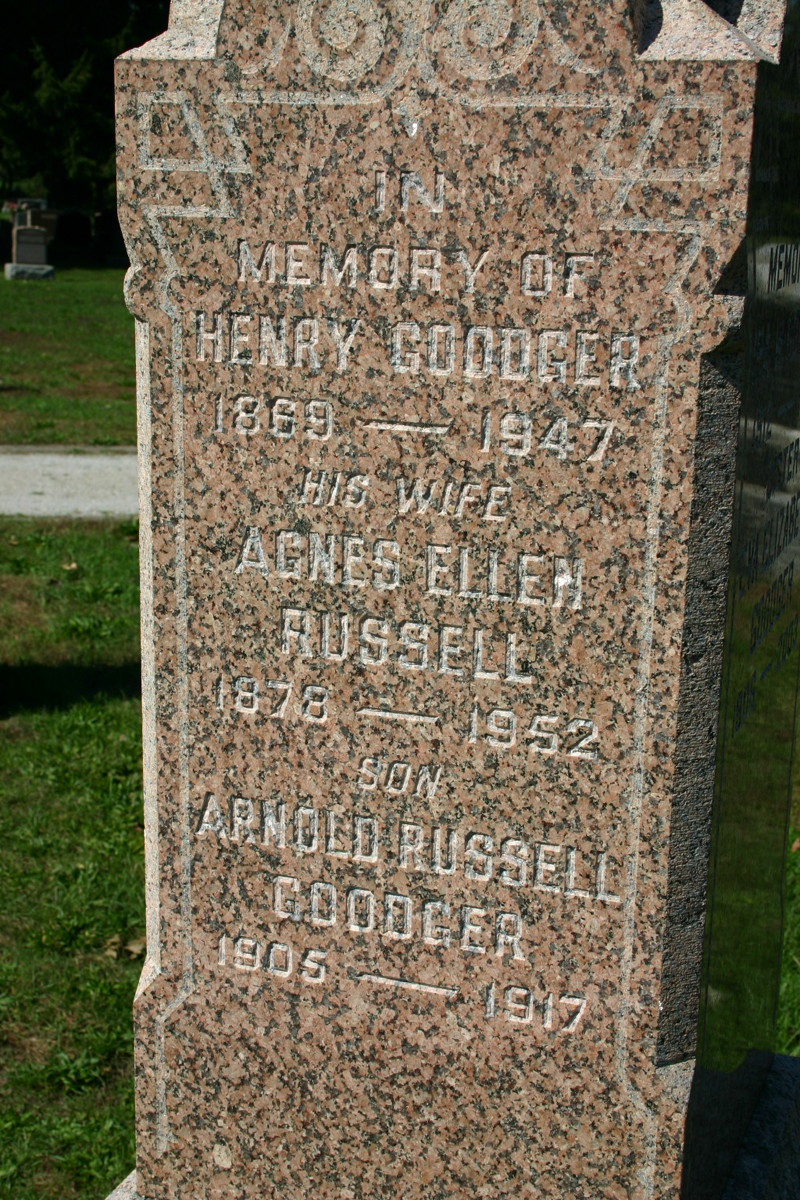 IN
MEMORY OF
HENRY GOODGER
1869 — 1947
HIS WIFE
AGNES ELLEN
RUSSELL
1878 — 1952
SON
ARNOLD RUSSELL
GOODGER
1905 — 1917